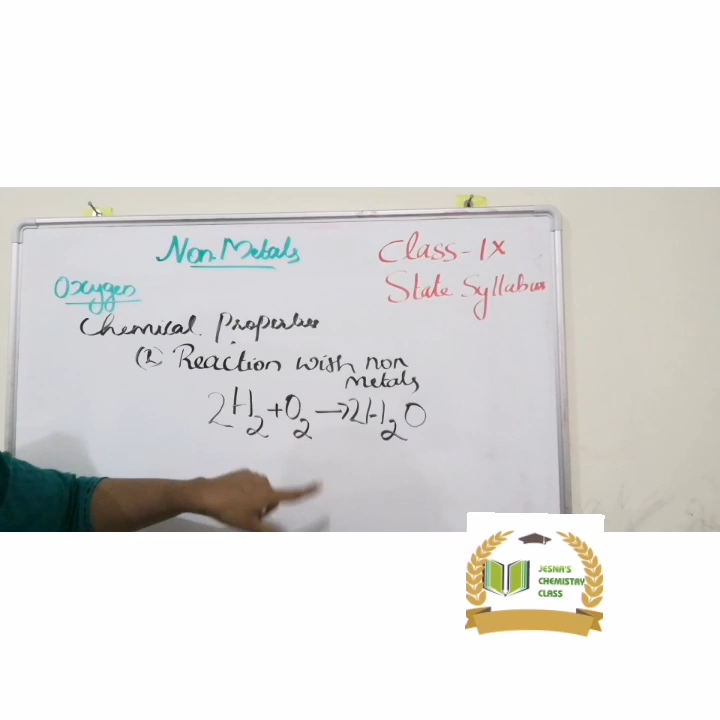 Non Metals
Class-IX
State Syllabus
Oxygen
Chemical Properties
(1) Reaction with non
metals
2H2+O2→2H2O
JESNA'S
CHEMISTRY
CLASS